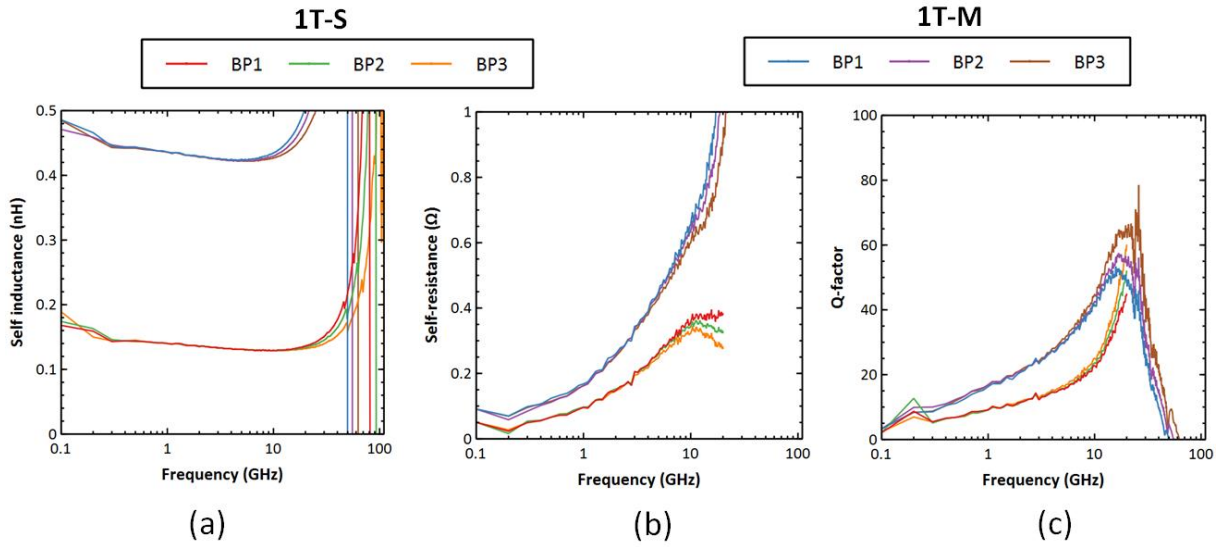 1T-S
1T-M
BP1 BP2 BP3
BP1 BP2 BP3
0.5
0.4
0.3
0.2
0.1
0
Self inductance (nH)
0.1 1 10 100
Frequency (GHz)
(a)
1
0.8
0.6
0.4
0.2
0
Self-resistance (Ω)
0.1 1 10 100
Frequency (GHz)
(b)
100
80
60
40
20
0
Q-factor
0.1 1 10 100
Frequency (GHz)
(c)